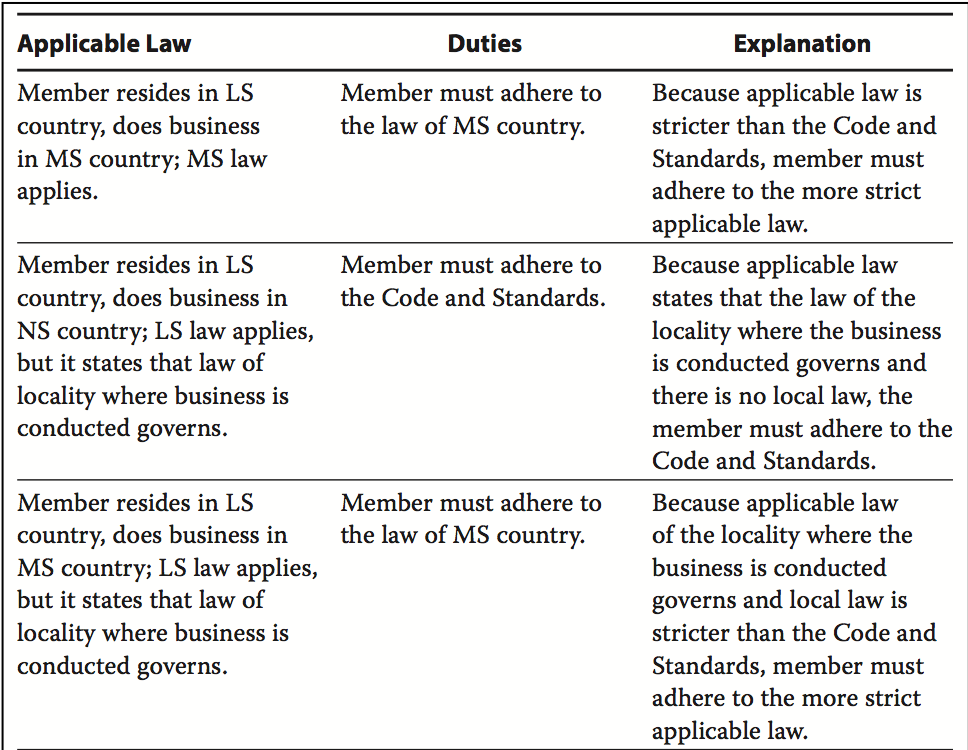 Applicable Law Duties Explanation
Member resides in LS
country, does business
in MS country; MS law
applies.
Member must adhere to
the law of MS country.
Because applicable law is
stricter than the Code and
Standards, member must
adhere to the more strict
applicable law.
Member resides in LS
country, does business in
NS country; LS law applies,
but it states that law of
locality where business is
conducted governs.
Member must adhere to
the Code and Standards.
Because applicable law
states that the law of the
locality where the business
is conducted governs and
there is no local law, the
member must adhere to the
Code and Standards.
Member resides in LS
country, does business in
MS country; LS law applies,
but it states that law of
locality where business is
conducted governs.
Member must adhere to
the law of MS country.
Because applicable law
of the locality where the
business is conducted
governs and local law is
stricter than the Code and
Standards, member must
adhere to the more strict
applicable law.